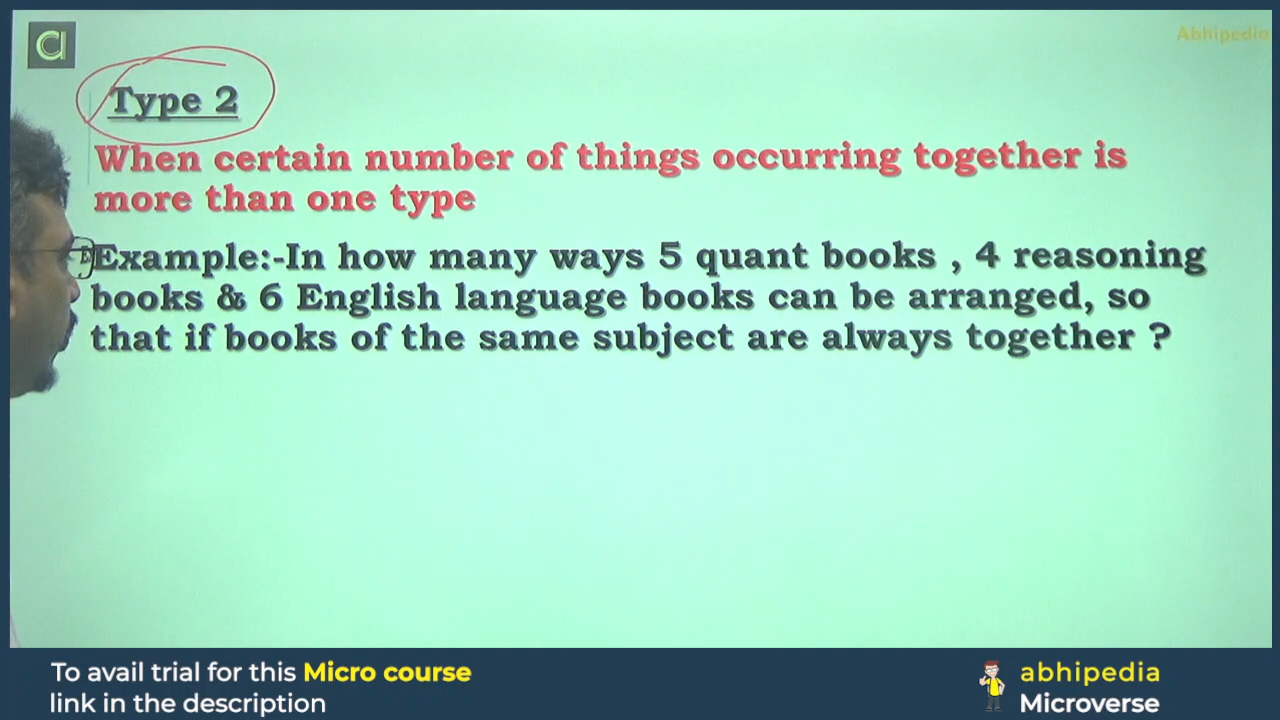 a
Abhipedia
Type 2
When certain number of things occurring together is
more than one type
Example:-In how many ways 5 quant books , 4 reasoning
books & 6 English language books can be arranged, so
that if books of the same subject are always together ?
To avail trial for this Micro course
link in the description
abhipedia
Microverse